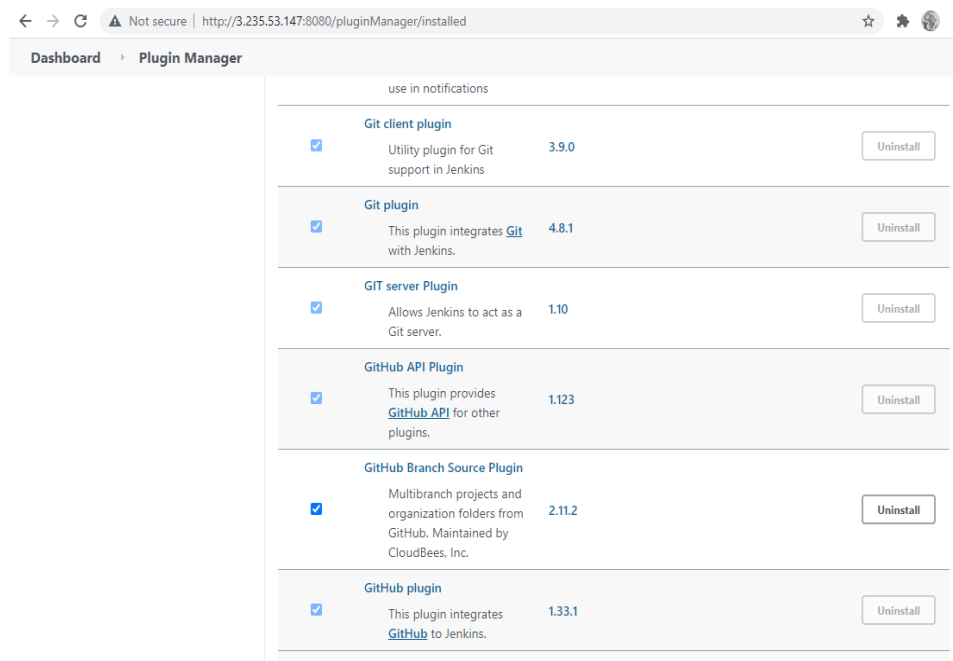 Not secure | http://3.235.53.147:8080/pluginManager/installed
Dashboard Plugin Manager
use in notifications
Git client plugin
Utility plugin for Git
support in Jenkins
3.9.0
Uninstall
Git plugin
This plugin integrates Git
with Jenkins.
4.8.1
Uninstall
GIT server Plugin
Allows Jenkins to act as a
Git server.
1.10
Uninstall
GitHub API Plugin
This plugin provides
GitHub API for other
plugins.
1.123
Uninstall
GitHub Branch Source Plugin
Multibranch projects and
organization folders from
GitHub. Maintained by
CloudBees, Inc.
2.11.2
Uninstall
GitHub plugin
This plugin integrates
GitHub to Jenkins.
1.33.1
Uninstall